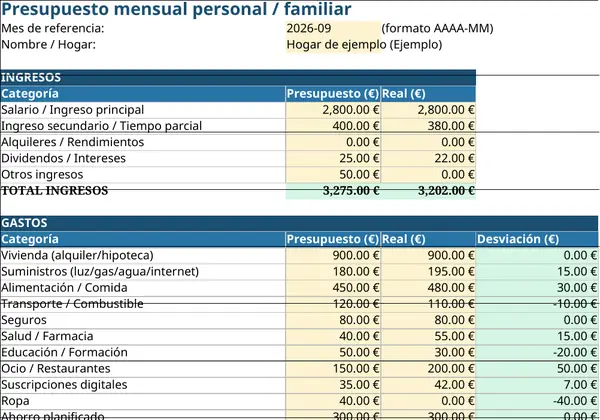 Presupuesto mensual personal / familiar
Mes de referencia: 2026-09 (formato AAAA-MM)
Nombre / Hogar: Hogar de ejemplo (Ejemplo)
INGRESOS
Categoría Presupuesto (€) Real (€)
Salario / Ingreso principal 2,800.00 € 2,800.00 €
Ingreso secundario / Tiempo parcial 400.00 € 380.00 €
Alquileres / Rendimientos 0.00 € 0.00 €
Dividendos / Intereses 25.00 € 22.00 €
Otros ingresos 50.00 € 0.00 €
TOTAL INGRESOS 3,275.00 € 3,202.00 €
GASTOS
Categoría Presupuesto (€) Real (€) Desviación (€)
Vivienda (alquiler/hipoteca) 900.00 € 900.00 € 0.00 €
Suministros (luz/gas/agua/internet) 180.00 € 195.00 € 15.00 €
Alimentación / Comida 450.00 € 480.00 € 30.00 €
Transporte / Combustible 120.00 € 110.00 € -10.00 €
Seguros 80.00 € 80.00 € 0.00 €
Salud / Farmacia 40.00 € 55.00 € 15.00 €
Educación / Formación 50.00 € 30.00 € -20.00 €
Ocio / Restaurantes 150.00 € 200.00 € 50.00 €
Suscripciones digitales 35.00 € 42.00 € 7.00 €
Ropa 40.00 € 0.00 € -40.00 €
Ahorro planificado 300.00 € 300.00 € 0.00 €